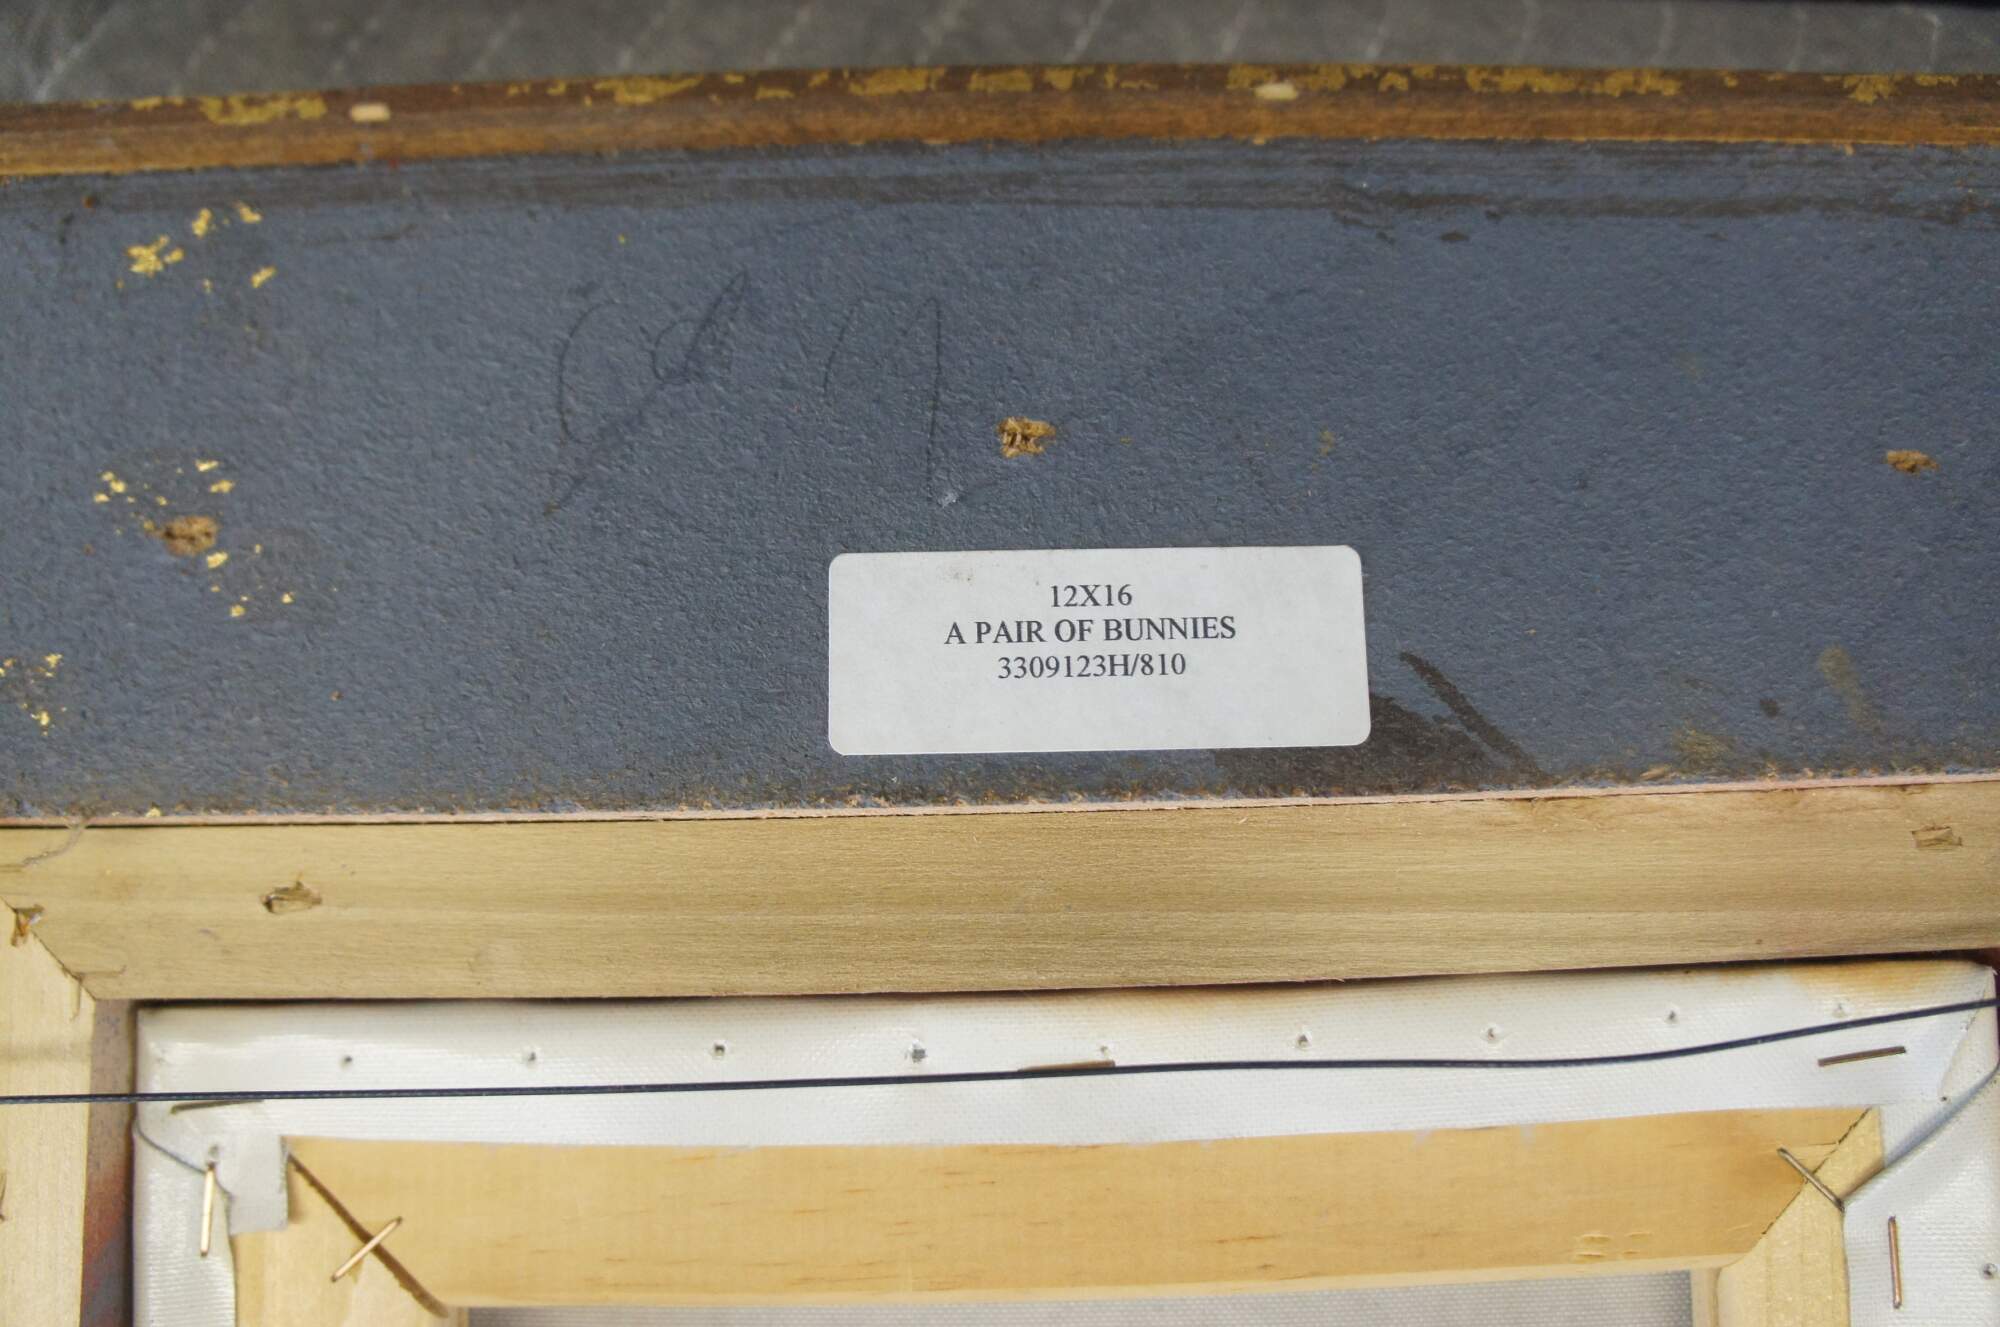 12X16
A PAIR OF BUNNIES
3309123H/810